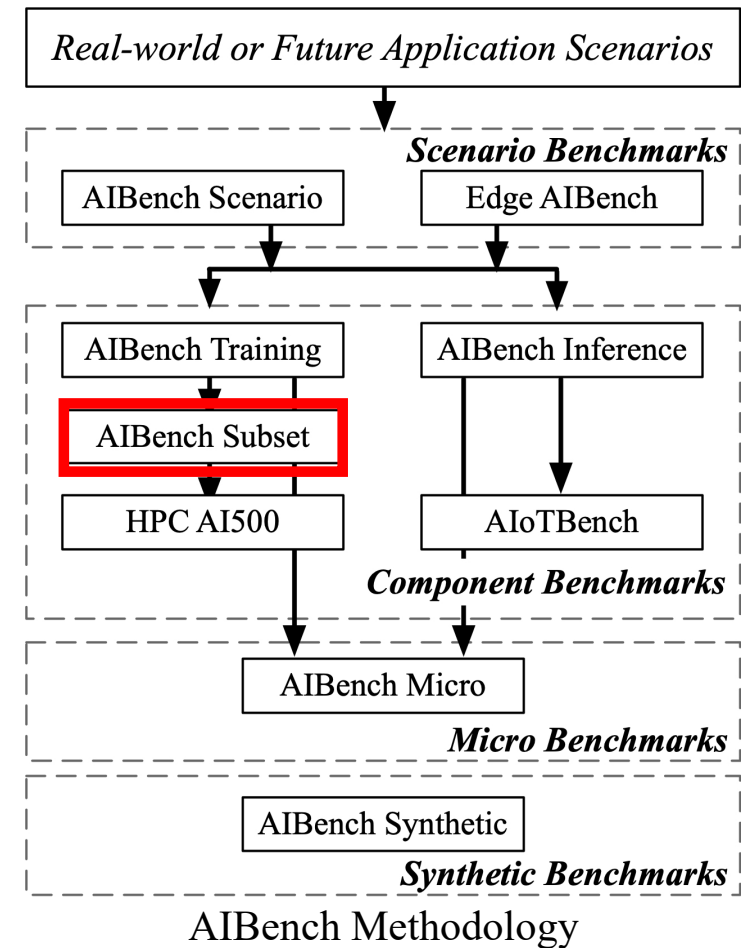 Real-world or Future Application Scenarios
Scenario Benchmarks
AIBench Scenario
Edge AIBench
AIBench Training
AIBench Inference
AIBench Subset
HPC AI500
AIoTBench
Component Benchmarks
AIBench Micro
Micro Benchmarks
AIBench Synthetic
Synthetic Benchmarks
AIBench Methodology